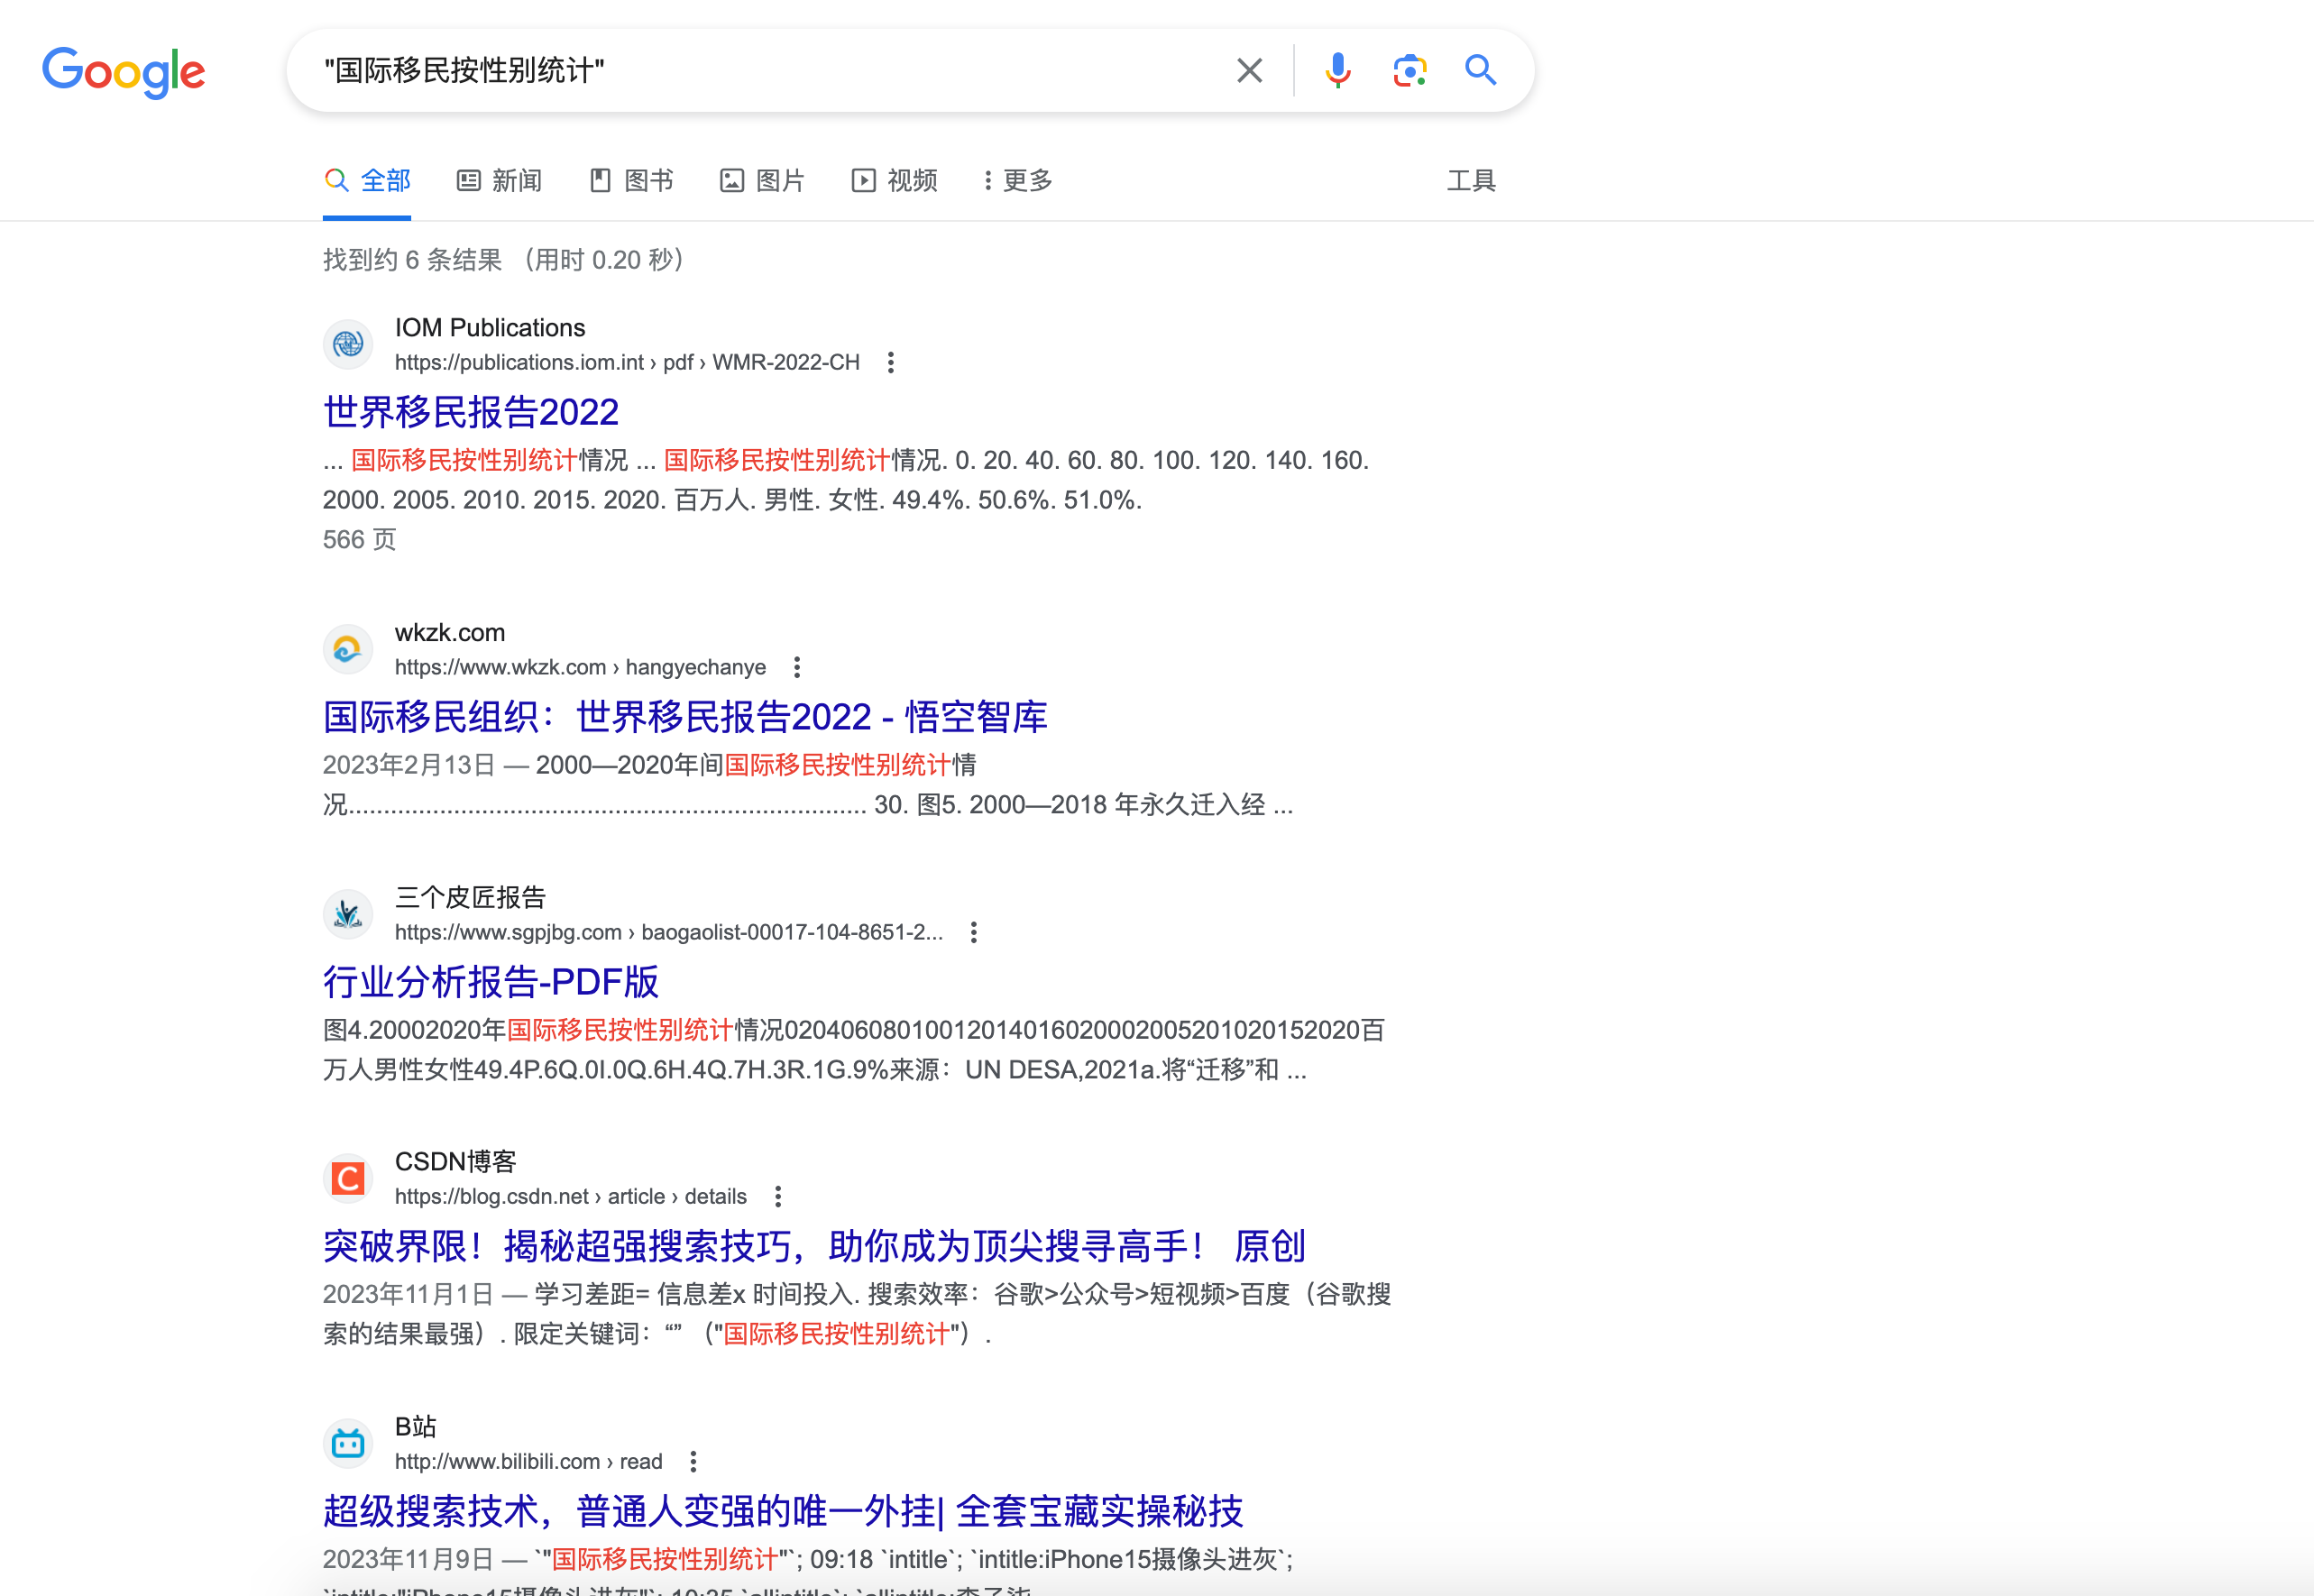 Google
"国际移民按性别统计"
全部 新闻 图书 图片 视频 更多 工具
找到约 6 条结果 （用时 0.20 秒）
IOM Publications
https://publications.iom.int › pdf › WMR-2022-CH
世界移民报告2022
... 国际移民按性别统计情况 ... 国际移民按性别统计情况. 0. 20. 40. 60. 80. 100. 120. 140. 160.
2000. 2005. 2010. 2015. 2020. 百万人. 男性. 女性. 49.4%. 50.6%. 51.0%.
566 页
wkzk.com
https://www.wkzk.com › hangyechanye
国际移民组织：世界移民报告2022 - 悟空智库
2023年2月13日 — 2000—2020年间国际移民按性别统计情
况.......................................................................... 30. 图5. 2000—2018 年永久迁入经 ...
三个皮匠报告
https://www.sgpjbg.com › baogaolist-00017-104-8651-2...
行业分析报告-PDF版
图4.20002020年国际移民按性别统计情况02040608010012014016020002005201020152020百
万人男性女性49.4P.6Q.0I.0Q.6H.4Q.7H.3R.1G.9%来源：UN DESA,2021a.将“迁移”和 ...
CSDN博客
https://blog.csdn.net › article › details
突破界限！揭秘超强搜索技巧，助你成为顶尖搜寻高手！ 原创
2023年11月1日 — 学习差距= 信息差x 时间投入. 搜索效率：谷歌>公众号>短视频>百度（谷歌搜
索的结果最强）. 限定关键词：“” （"国际移民按性别统计"）.
B站
http://www.bilibili.com › read
超级搜索技术，普通人变强的唯一外挂| 全套宝藏实操秘技
2023年11月9日 — `"国际移民按性别统计"`; 09:18 `intitle`; `intitle:iPhone15摄像头进灰`;
`intitle:"iPhone15摄像头进灰"`; 10:35 `allintitle`; `allintitle:李子柒